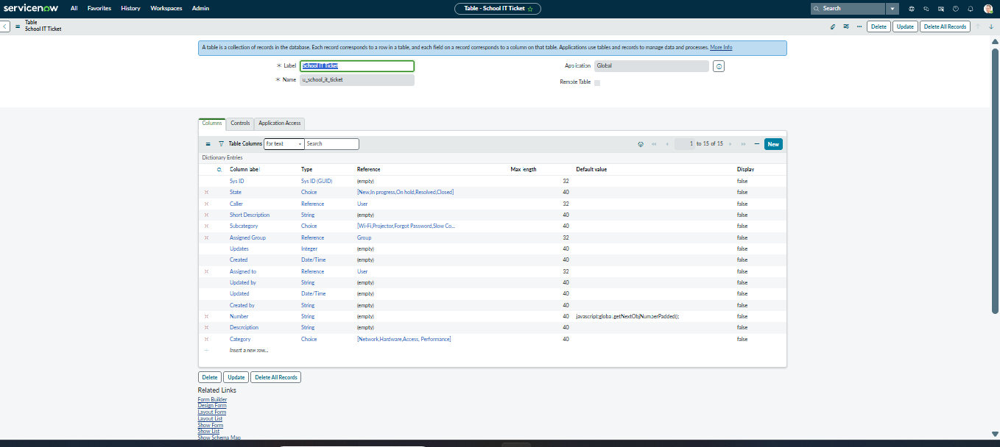 servicenow All Favorites History Workspaces Admin Table - School IT Ticket Search
Table
School IT Ticket
Delete Update Delete All Records
A table is a collection of records in the database. Each record corresponds to a row in a table, and each field on a record corresponds to a column on that table. Applications use tables and records to manage data and processes. More Info
Label School IT Ticket Application Global
Name u_school_it_ticket
Remote Table
Columns Controls Application Access
Table Columns for text Search 1 to 15 of 15 New
Dictionary Entries
Column label Type Reference Max length Default value Display
Sys ID Sys ID (GUID) (empty) 32 false
State Choice [New,In progress,On hold,Resolved,Closed] 40 false
Caller Reference User 32 false
Short Description String (empty) 40 false
Subcategory Choice [Wi-Fi,Projector,Forgot Password,Slow Co... 40 false
Assigned Group Reference Group 32 false
Updates Integer (empty) 40 false
Created Date/Time (empty) 40 false
Assigned to Reference User 32 false
Updated by String (empty) 40 false
Updated Date/Time (empty) 40 false
Created by String (empty) 40 false
Number String (empty) 40 javascript:global.getNextObjNumberPadded(); false
Descrciption String (empty) 40 false
Category Choice [Network,Hardware,Access, Performance] 40 false
Insert a new row...
Delete Update Delete All Records
Related Links
Form Builder
Design Form
Layout Form
Layout List
Show Form
Show List
Show Schema Map